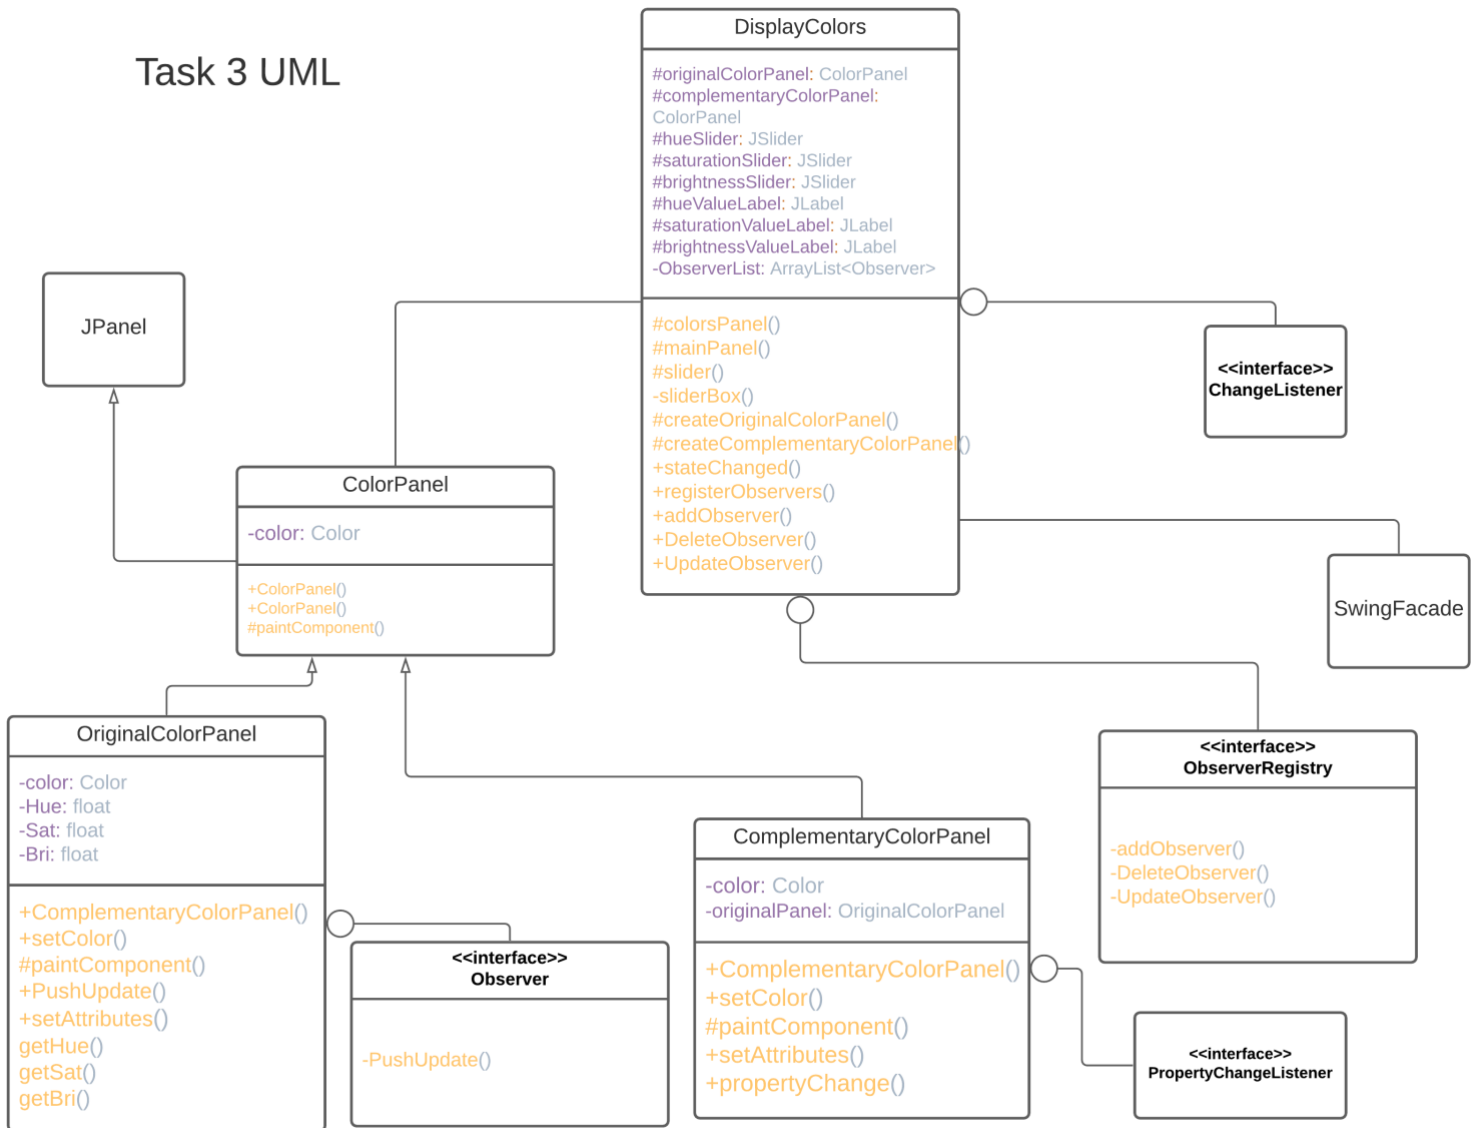 Task 3 UML
DisplayColors
#originalColorPanel: ColorPanel
#complementaryColorPanel:
ColorPanel
#hueSlider: JSlider
#saturationSlider: JSlider
#brightnessSlider: JSlider
#hueValueLabel: JLabel
#saturationValueLabel: JLabel
#brightnessValueLabel: JLabel
-ObserverList: ArrayList<Observer>
#colorsPanel()
#mainPanel()
#slider()
-sliderBox()
#createOriginalColorPanel()
#createComplementaryColorPanel()
+stateChanged()
+registerObservers()
+addObserver()
+DeleteObserver()
+UpdateObserver()
JPanel
<<interface>>
ChangeListener
ColorPanel
-color: Color
+ColorPanel()
+ColorPanel()
#paintComponent()
SwingFacade
OriginalColorPanel
-color: Color
-Hue: float
-Sat: float
-Bri: float
+ComplementaryColorPanel()
+setColor()
#paintComponent()
+PushUpdate()
+setAttributes()
getHue()
getSat()
getBri()
<<interface>>
Observer
-PushUpdate()
ComplementaryColorPanel
-color: Color
-originalPanel: OriginalColorPanel
+ComplementaryColorPanel()
+setColor()
#paintComponent()
+setAttributes()
+propertyChange()
<<interface>>
ObserverRegistry
-addObserver()
-DeleteObserver()
-UpdateObserver()
<<interface>>
PropertyChangeListener